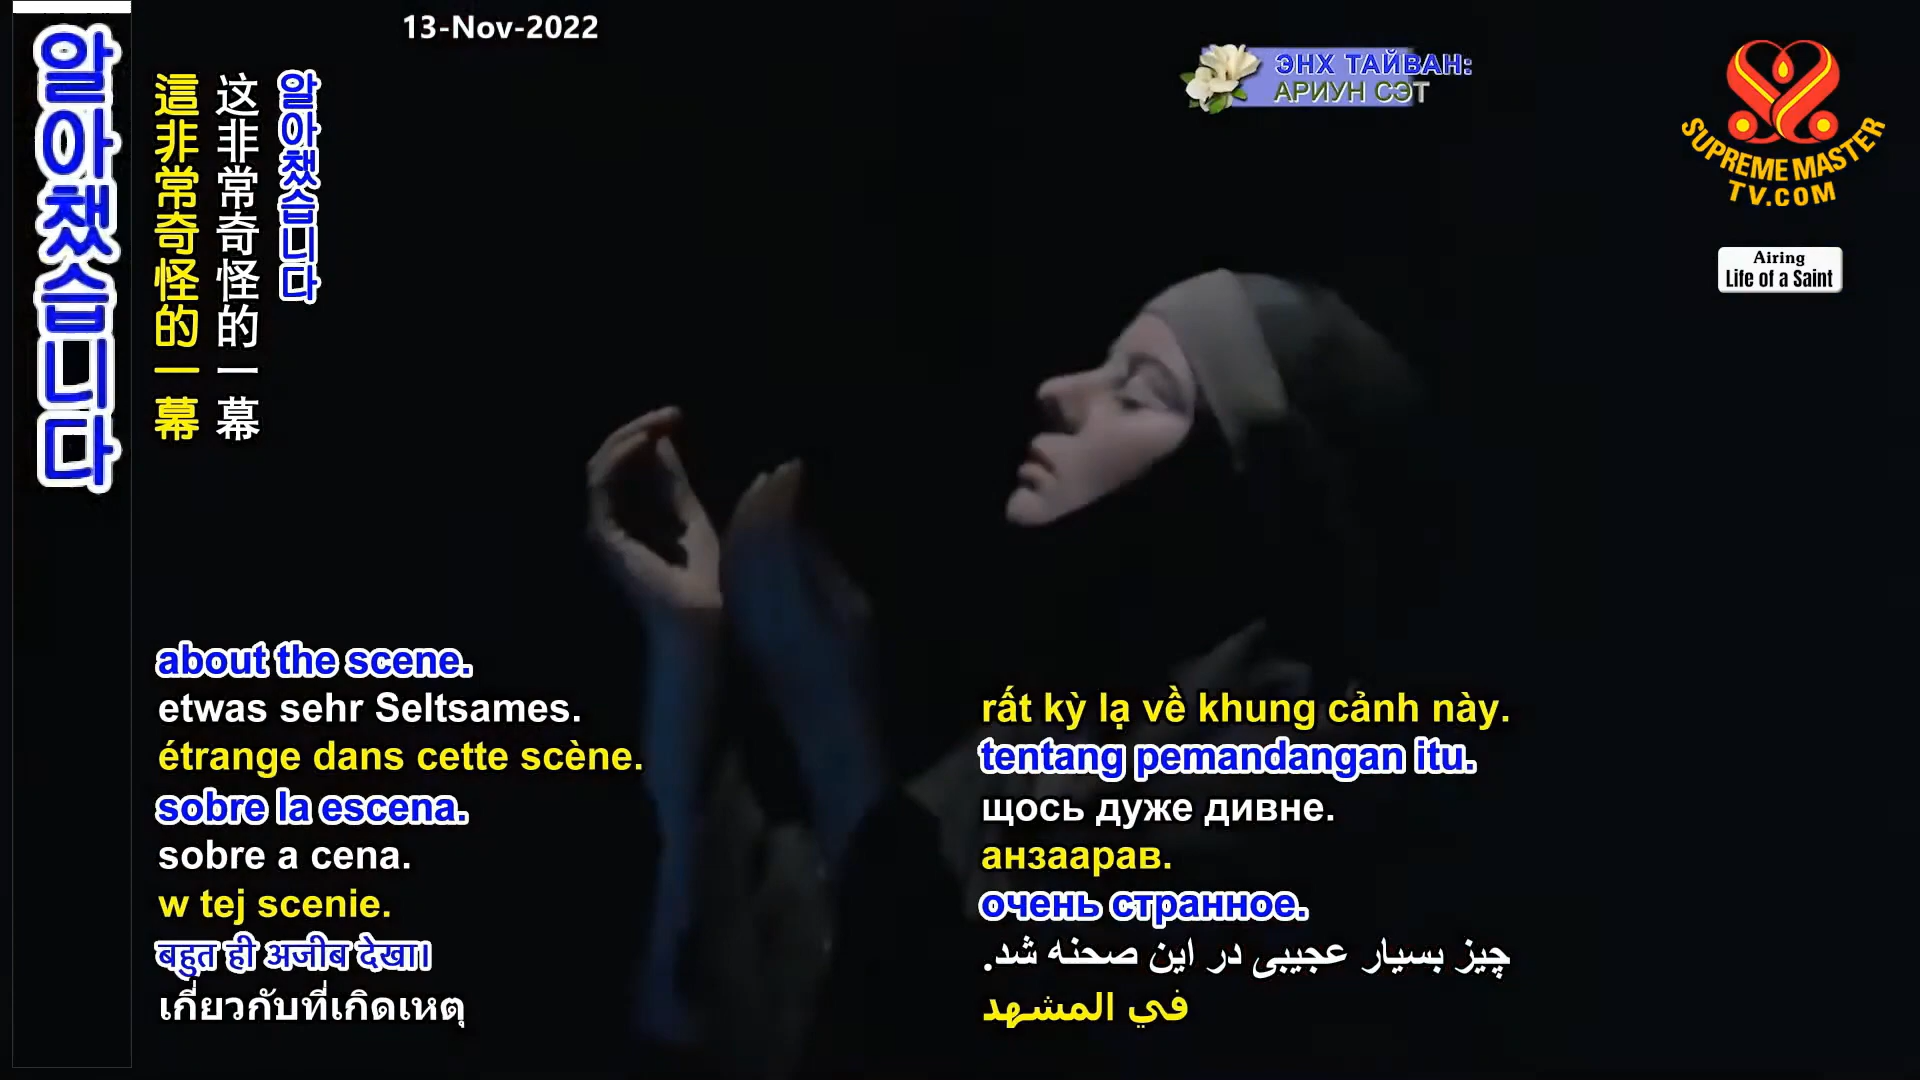 13-Nov-2022
알아챘습니다
這非常奇怪的一幕
这非常奇怪的一幕
알아챘습니다
ЭНХ ТАЙВАН:
АРИУН СЭТ
SUPREME MASTER
TV.COM
Airing
Life of a Saint
about the scene.
etwas sehr Seltsames.
étrange dans cette scène.
sobre la escena.
sobre a cena.
w tej scenie.
बहुत ही अजीब देखा।
เกี่ยวกับที่เกิดเหตุ
rất kỳ lạ về khung cảnh này.
tentang pemandangan itu.
щось дуже дивне.
анзаарав.
очень странное.
چیز بسیار عجیبی در این صحنه شد.
في المشهد